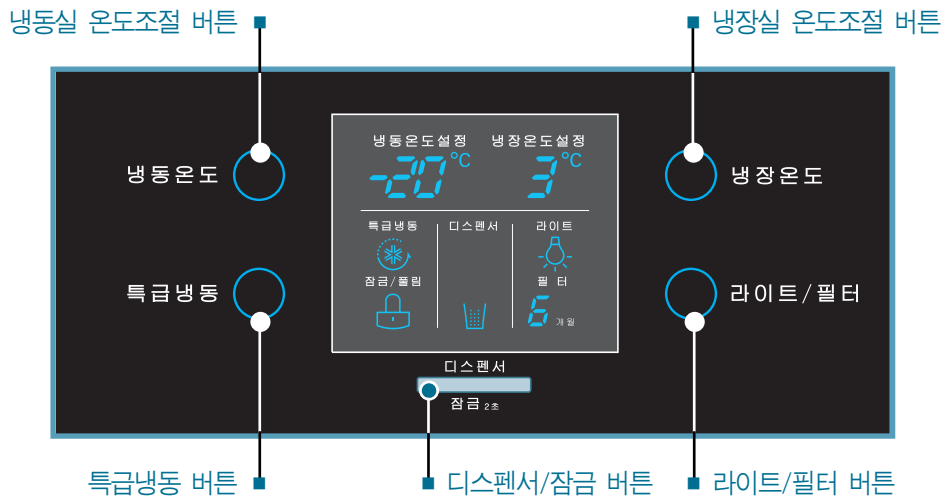 냉동실 온도조절 버튼
냉장실 온도조절 버튼
냉동온도설정
냉장온도설정
-20°C
3°C
냉동온도
냉장온도
특급냉동
디스펜서
라이트
잠금/풀림
필 터
6개월
특급냉동
라이트/필터
디스펜서
잠금 2초
특급냉동 버튼
디스펜서/잠금 버튼
라이트/필터 버튼